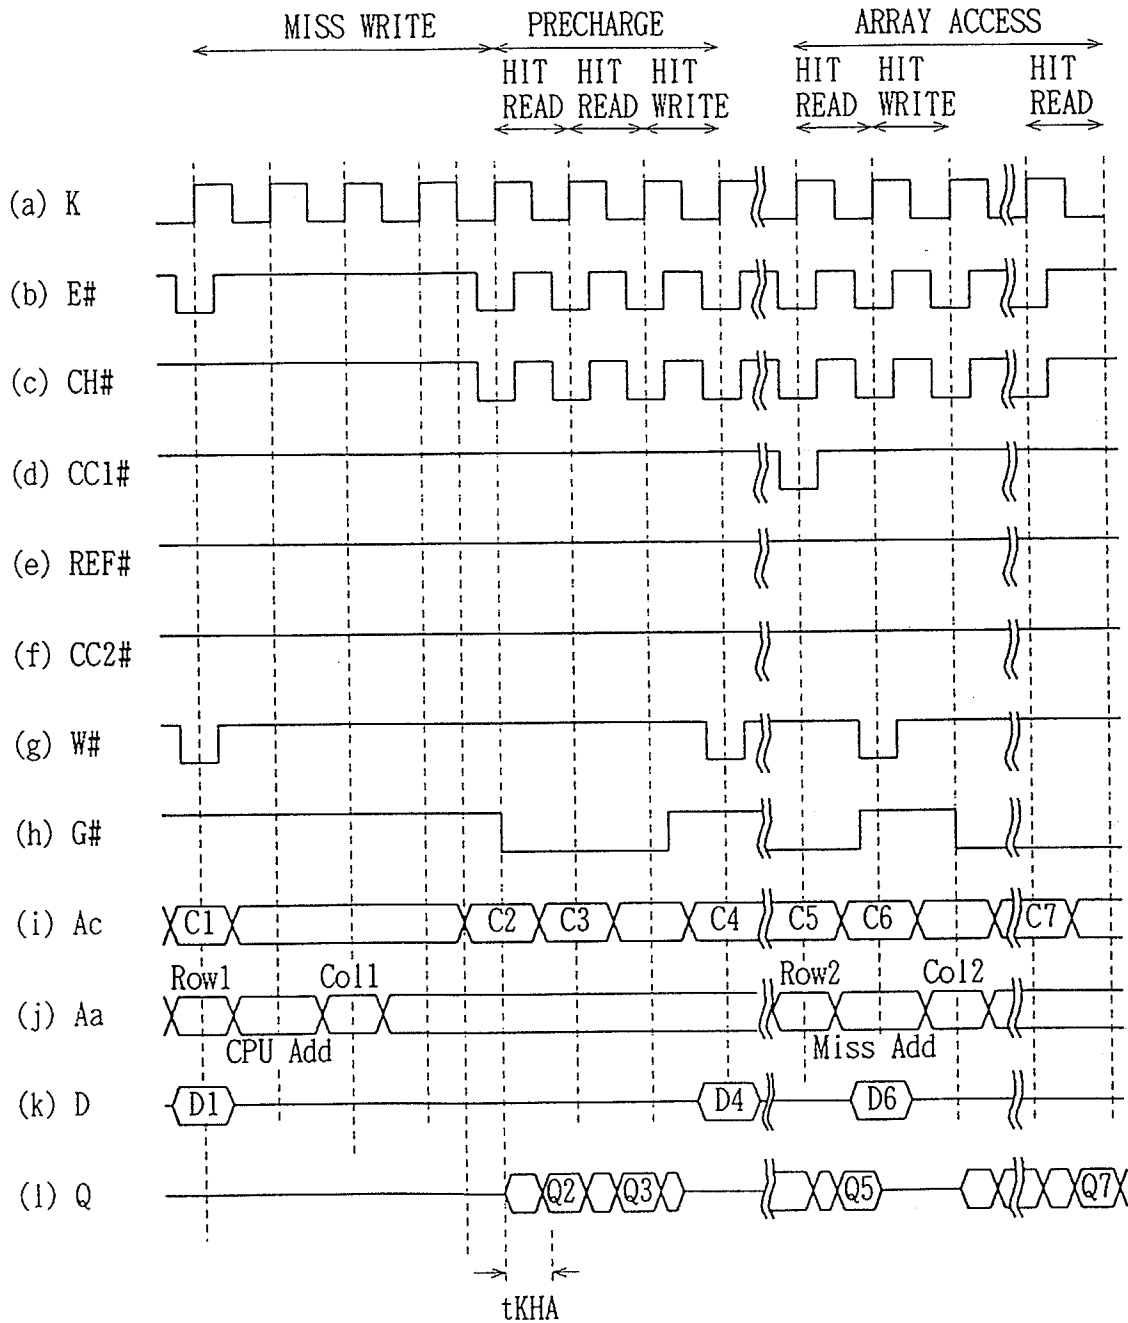 MISS WRITE PRECHARGE ARRAY ACCESS
HIT HIT HIT HIT HIT HIT
READ READ WRITE READ WRITE READ
(a) K
(b) E#
(c) CH#
(d) CC1#
(e) REF#
(f) CC2#
(g) W#
(h) G#
(i) Ac C1 C2 C3 C4 C5 C6 C7
Row1 Col1 Row2 Col2
(j) Aa
CPU Add Miss Add
(k) D D1 D4 D6
(l) Q Q2 Q3 Q5 Q7
tKHA